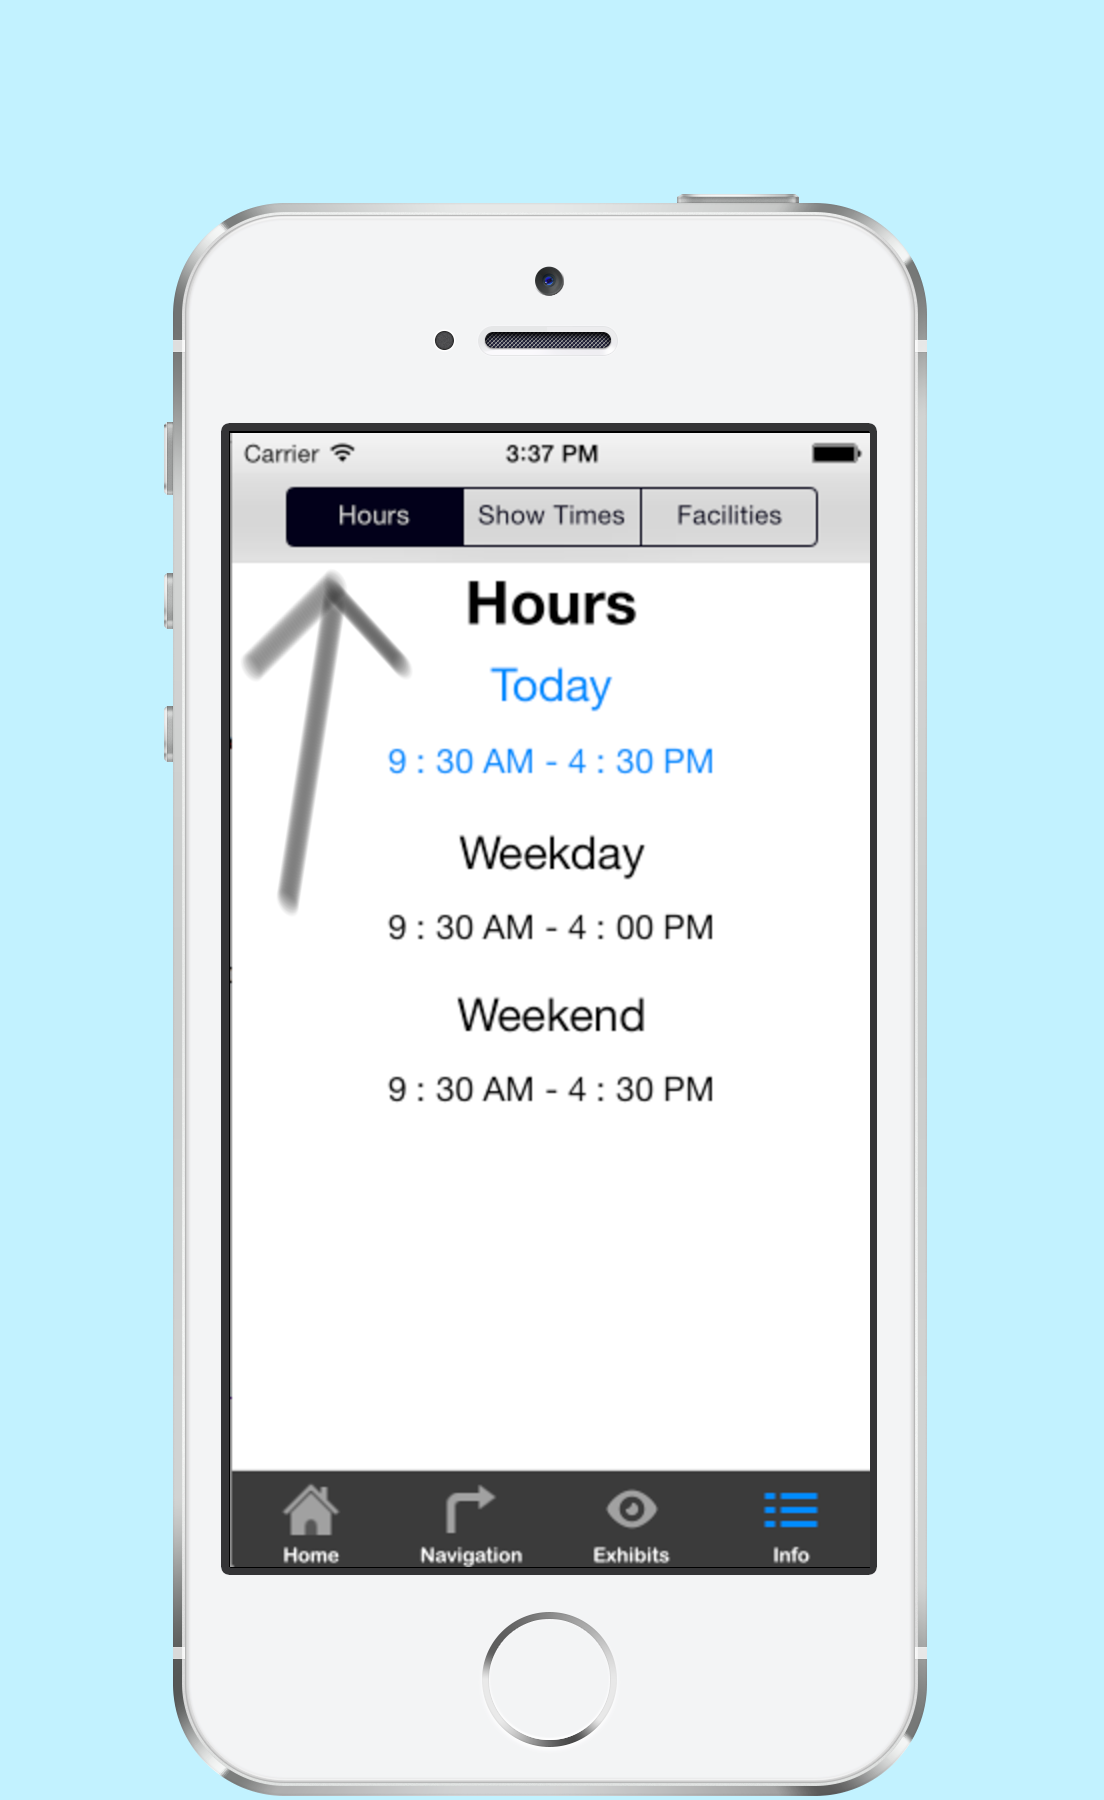 Carrier 3:37 PM
Hours Show Times Facilities
Hours
Today
9 : 30 AM - 4 : 30 PM
Weekday
9 : 30 AM - 4 : 00 PM
Weekend
9 : 30 AM - 4 : 30 PM
Home Navigation Exhibits Info